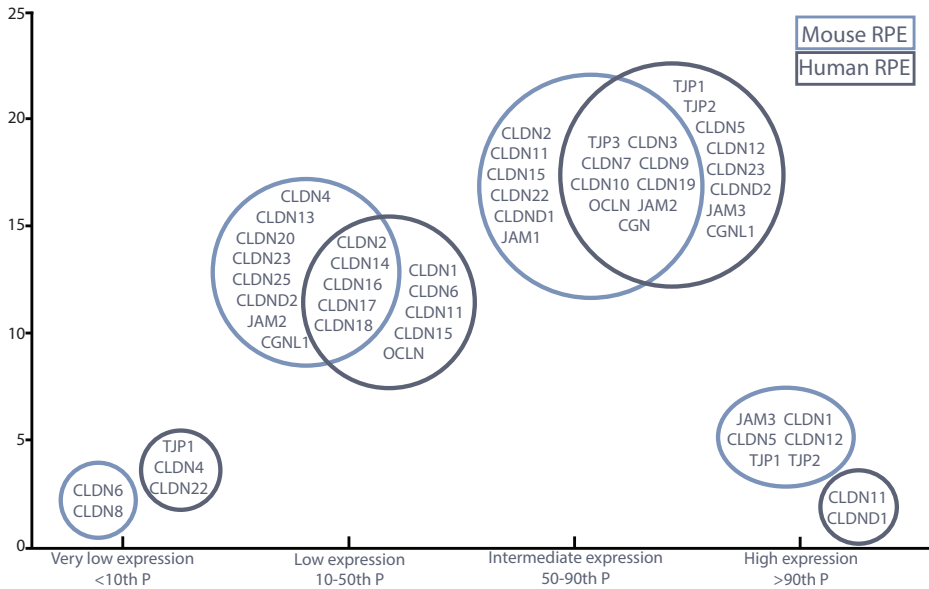 25
20
15
10
5
0
Mouse RPE
Human RPE
CLDN6
CLDN8
TJP1
CLDN4
CLDN22
CLDN4
CLDN13
CLDN20
CLDN23
CLDN25
CLDND2
JAM2
CGNL1
CLDN2
CLDN14
CLDN16
CLDN17
CLDN18
CLDN1
CLDN6
CLDN11
CLDN15
OCLN
CLDN2
CLDN11
CLDN15
CLDN22
CLDND1
JAM1
TJP3 CLDN3
CLDN7 CLDN9
CLDN10 CLDN19
OCLN JAM2
CGN
TJP1
TJP2
CLDN5
CLDN12
CLDN23
CLDND2
JAM3
CGNL1
JAM3 CLDN1
CLDN5 CLDN12
TJP1 TJP2
CLDN11
CLDND1
Very low expression
<10th P
Low expression
10-50th P
Intermediate expression
50-90th P
High expression
>90th P